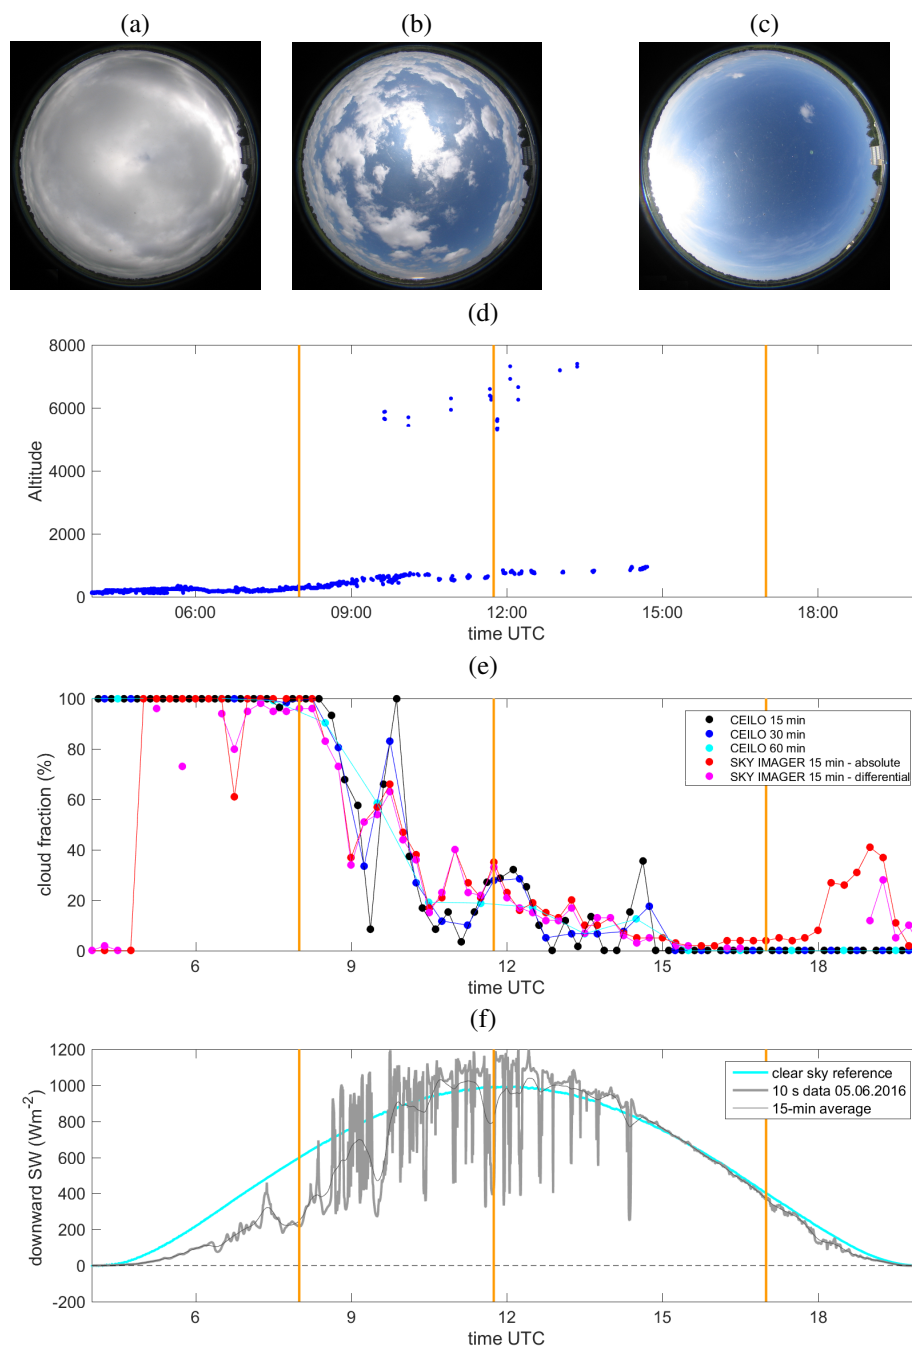 (a) (b) (c)
(d)
8000
6000
4000
2000
0
Altitude
06:00 09:00 12:00 15:00 18:00
time UTC
(e)
100
80
60
40
20
0
cloud fraction (%)
CEILO 15 min
CEILO 30 min
CEILO 60 min
SKY IMAGER 15 min - absolute
SKY IMAGER 15 min - differential
6 9 12 15 18
time UTC
(f)
1200
1000
800
600
400
200
0
-200
downward SW (Wm-2)
clear sky reference
10 s data 05.06.2016
15-min average
6 9 12 15 18
time UTC